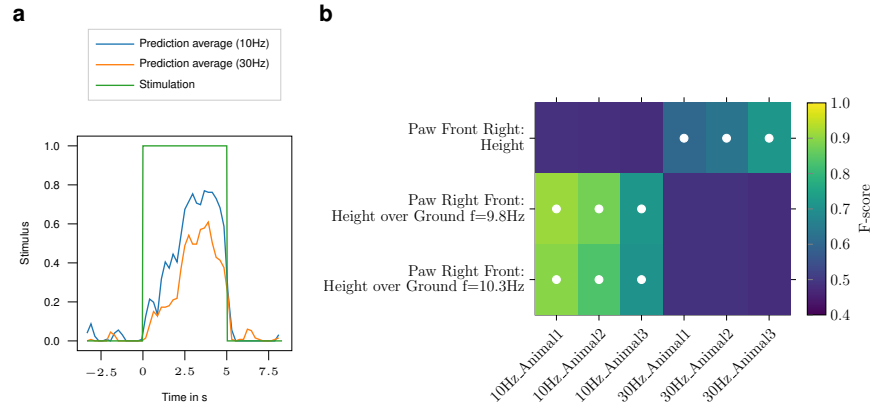 a
Prediction average (10Hz)
Prediction average (30Hz)
Stimulation
1.0
0.8
0.6
0.4
0.2
0.0
Stimulus
−2.5
0
2.5
5
7.5
Time in s
b
Paw Front Right:
Height
Paw Right Front:
Height over Ground f=9.8Hz
Paw Right Front:
Height over Ground f=10.3Hz
10Hz_Animal1
10Hz_Animal2
10Hz_Animal3
30Hz_Animal1
30Hz_Animal2
30Hz_Animal3
1.0
0.9
0.8
0.7
0.6
0.5
0.4
F-score